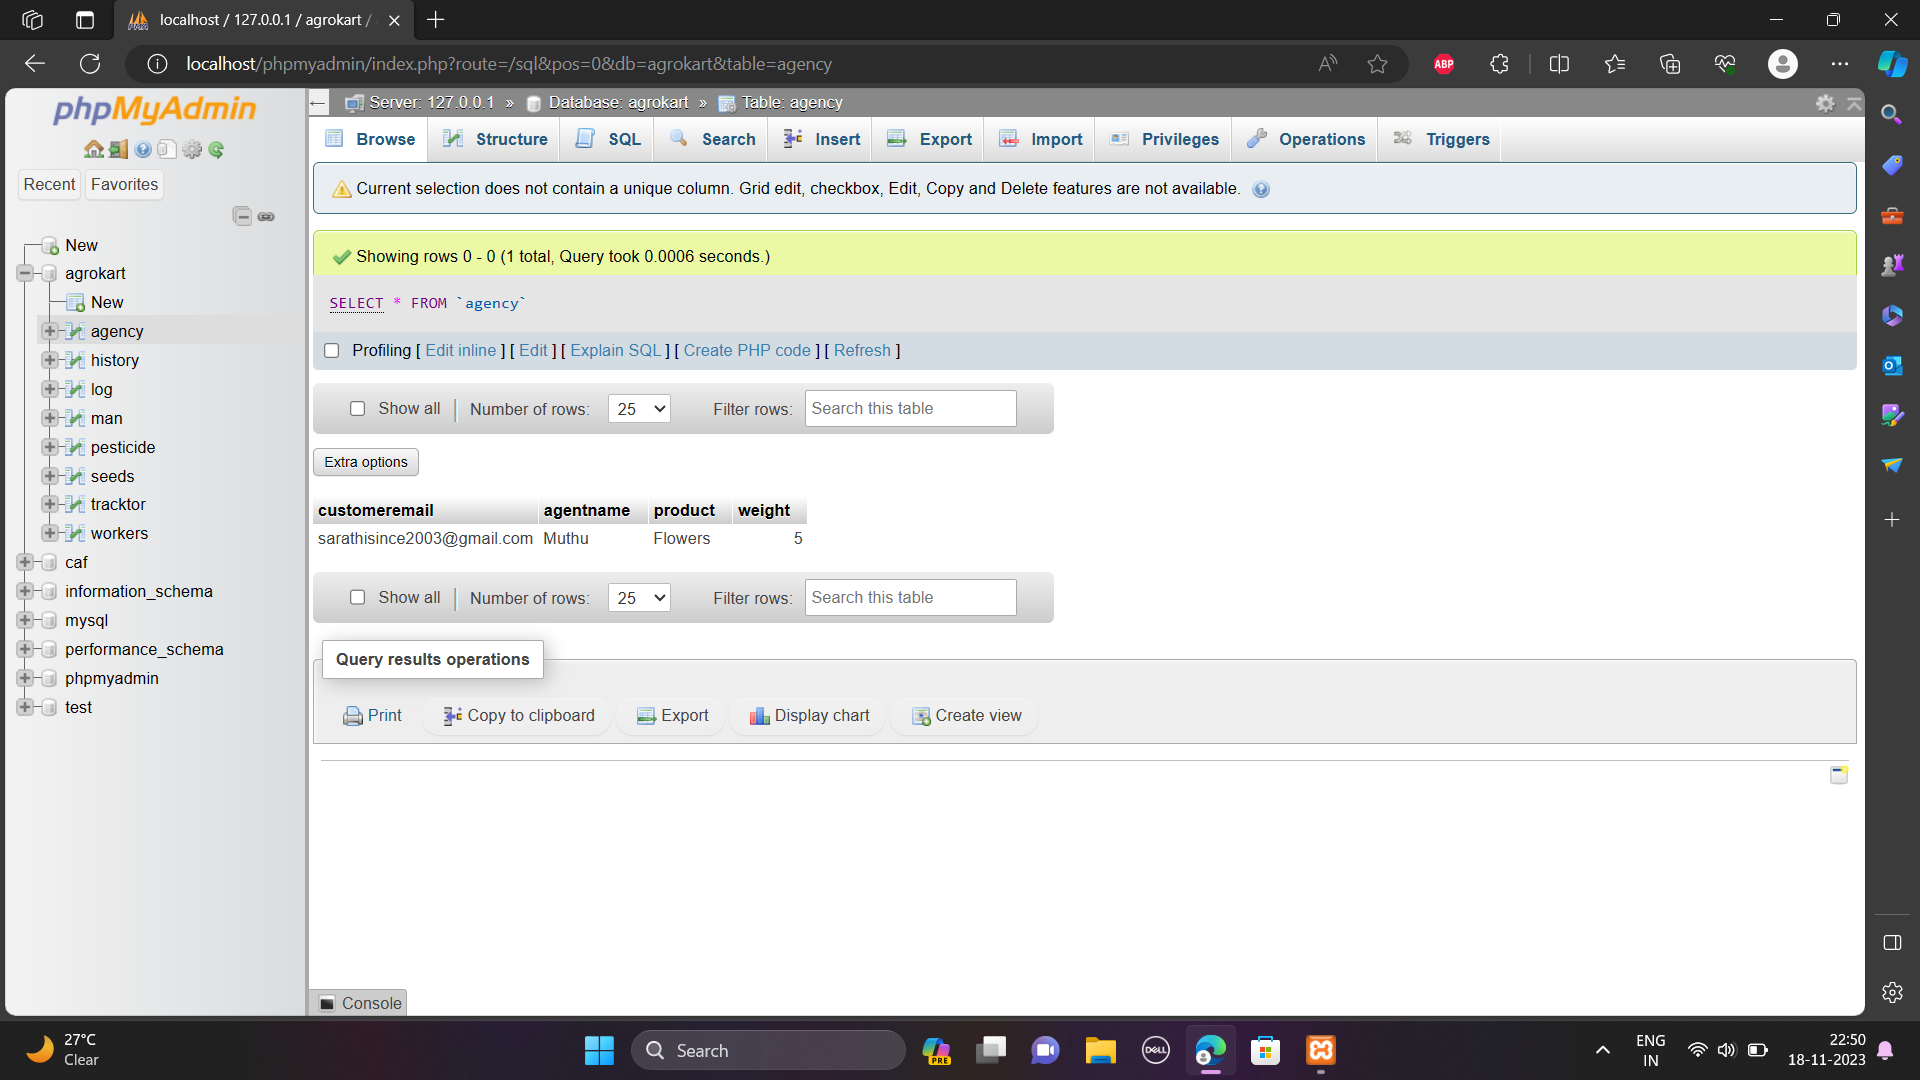 localhost / 127.0.0.1 / agrokart /
localhost/phpmyadmin/index.php?route=/sql&pos=0&db=agrokart&table=agency
ABP
phpMyAdmin
Recent Favorites
New
agrokart
New
agency
history
log
man
pesticide
seeds
tracktor
workers
caf
information_schema
mysql
performance_schema
phpmyadmin
test
Server: 127.0.0.1 » Database: agrokart » Table: agency
Browse Structure SQL Search Insert Export Import Privileges Operations Triggers
Current selection does not contain a unique column. Grid edit, checkbox, Edit, Copy and Delete features are not available.
Showing rows 0 - 0 (1 total, Query took 0.0006 seconds.)
SELECT * FROM `agency`
Profiling [ Edit inline ] [ Edit ] [ Explain SQL ] [ Create PHP code ] [ Refresh ]
Show all Number of rows: 25 Filter rows: Search this table
Extra options
customeremail agentname product weight
sarathisince2003@gmail.com Muthu Flowers 5
Show all Number of rows: 25 Filter rows: Search this table
Query results operations
Print Copy to clipboard Export Display chart Create view
Console
27°C
Clear
Search
PRE
DELL
ENG
IN
22:50
18-11-2023